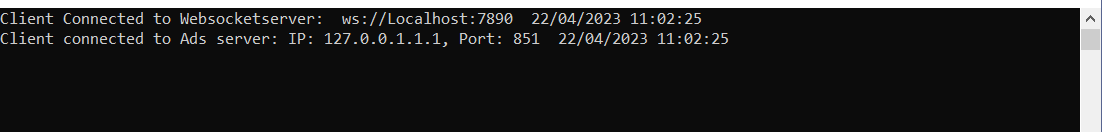 Client Connected to Websocketserver:  ws://Localhost:7890  22/04/2023 11:02:25
Client connected to Ads server: IP: 127.0.0.1.1.1, Port: 851  22/04/2023 11:02:25